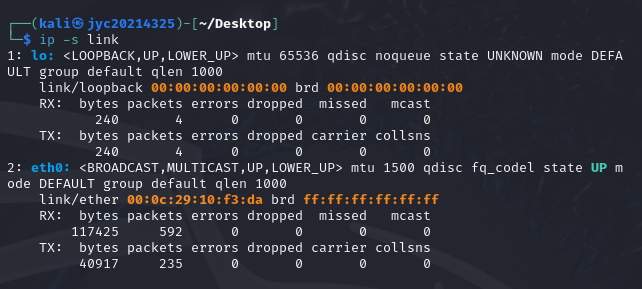 ┌──(kali㉿jyc20214325)-[~/Desktop]
└─$ ip -s link
1: lo: <LOOPBACK,UP,LOWER_UP> mtu 65536 qdisc noqueue state UNKNOWN mode DEFA
ULT group default qlen 1000
    link/loopback 00:00:00:00:00:00 brd 00:00:00:00:00:00
    RX:  bytes packets errors dropped  missed   mcast
           240       4      0       0       0       0
    TX:  bytes packets errors dropped carrier collsns
           240       4      0       0       0       0
2: eth0: <BROADCAST,MULTICAST,UP,LOWER_UP> mtu 1500 qdisc fq_codel state UP m
ode DEFAULT group default qlen 1000
    link/ether 00:0c:29:10:f3:da brd ff:ff:ff:ff:ff:ff
    RX:  bytes packets errors dropped  missed   mcast
        117425     592      0       0       0       0
    TX:  bytes packets errors dropped carrier collsns
         40917     235      0       0       0       0